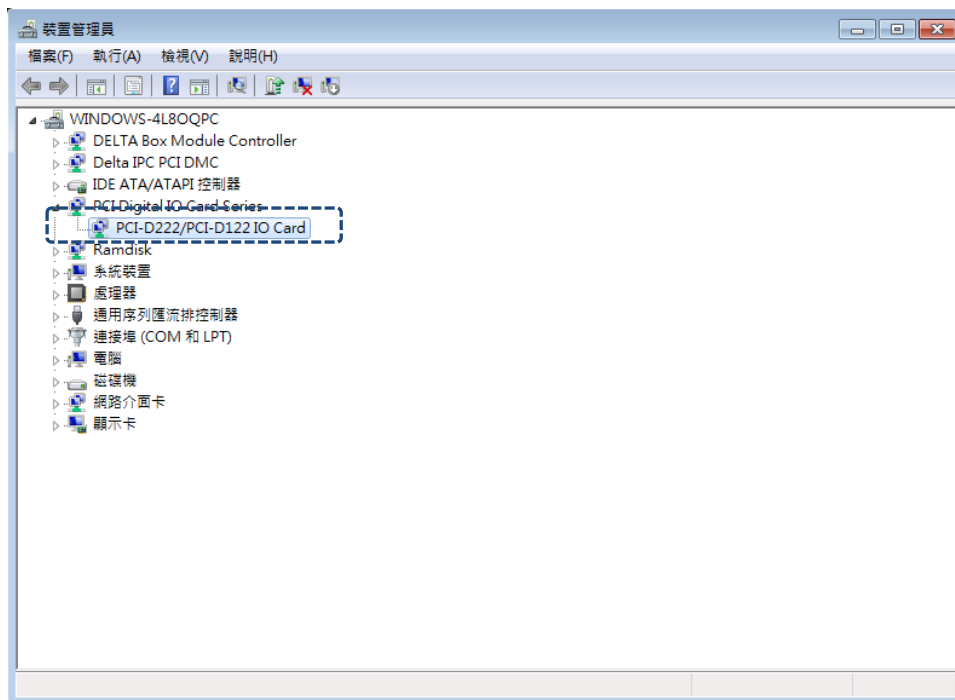 裝置管理員
檔案(F) 執行(A) 檢視(V) 說明(H)
WINDOWS-4L8OQPC
DELTA Box Module Controller
Delta IPC PCI DMC
IDE ATA/ATAPI 控制器
PCI Digital IO Card Series
PCI-D222/PCI-D122 IO Card
Ramdisk
系統裝置
處理器
通用序列匯流排控制器
連接埠 (COM 和 LPT)
電腦
磁碟機
網路介面卡
顯示卡